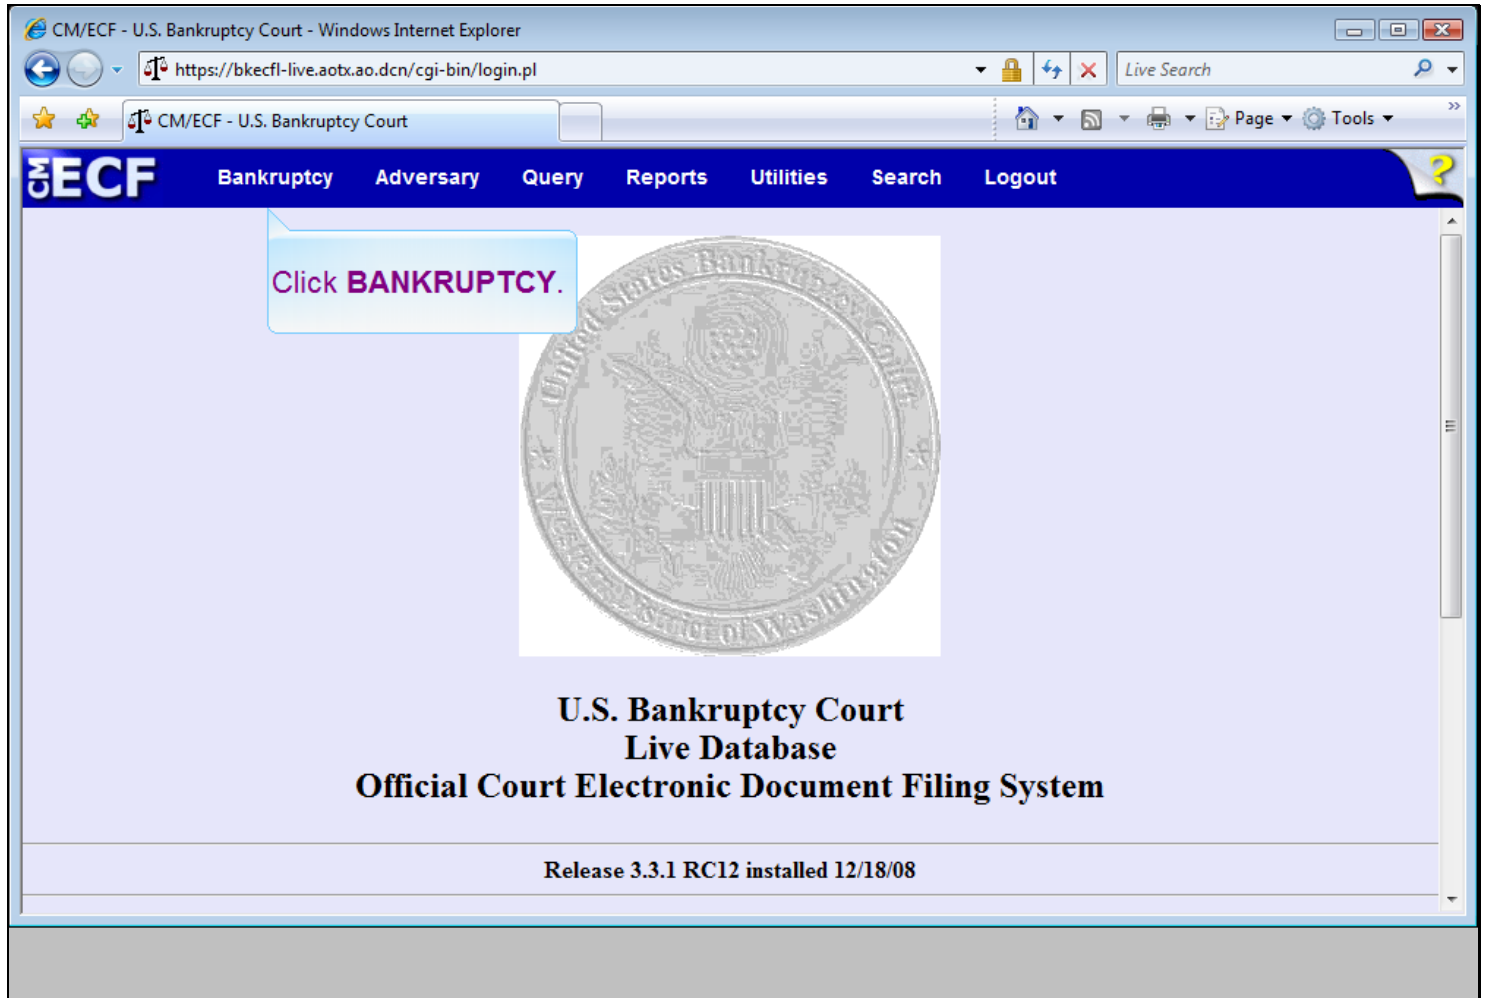 CM/ECF - U.S. Bankruptcy Court - Windows Internet Explorer
https://bkecfl-live.aotx.ao.dcn/cgi-bin/login.pl
Live Search
CM/ECF - U.S. Bankruptcy Court
Page
Tools
CM ECF Bankruptcy Adversary Query Reports Utilities Search Logout ?
Click BANKRUPTCY.
United States Bankruptcy Court
Western District of Washington
U.S. Bankruptcy Court
Live Database
Official Court Electronic Document Filing System
Release 3.3.1 RC12 installed 12/18/08